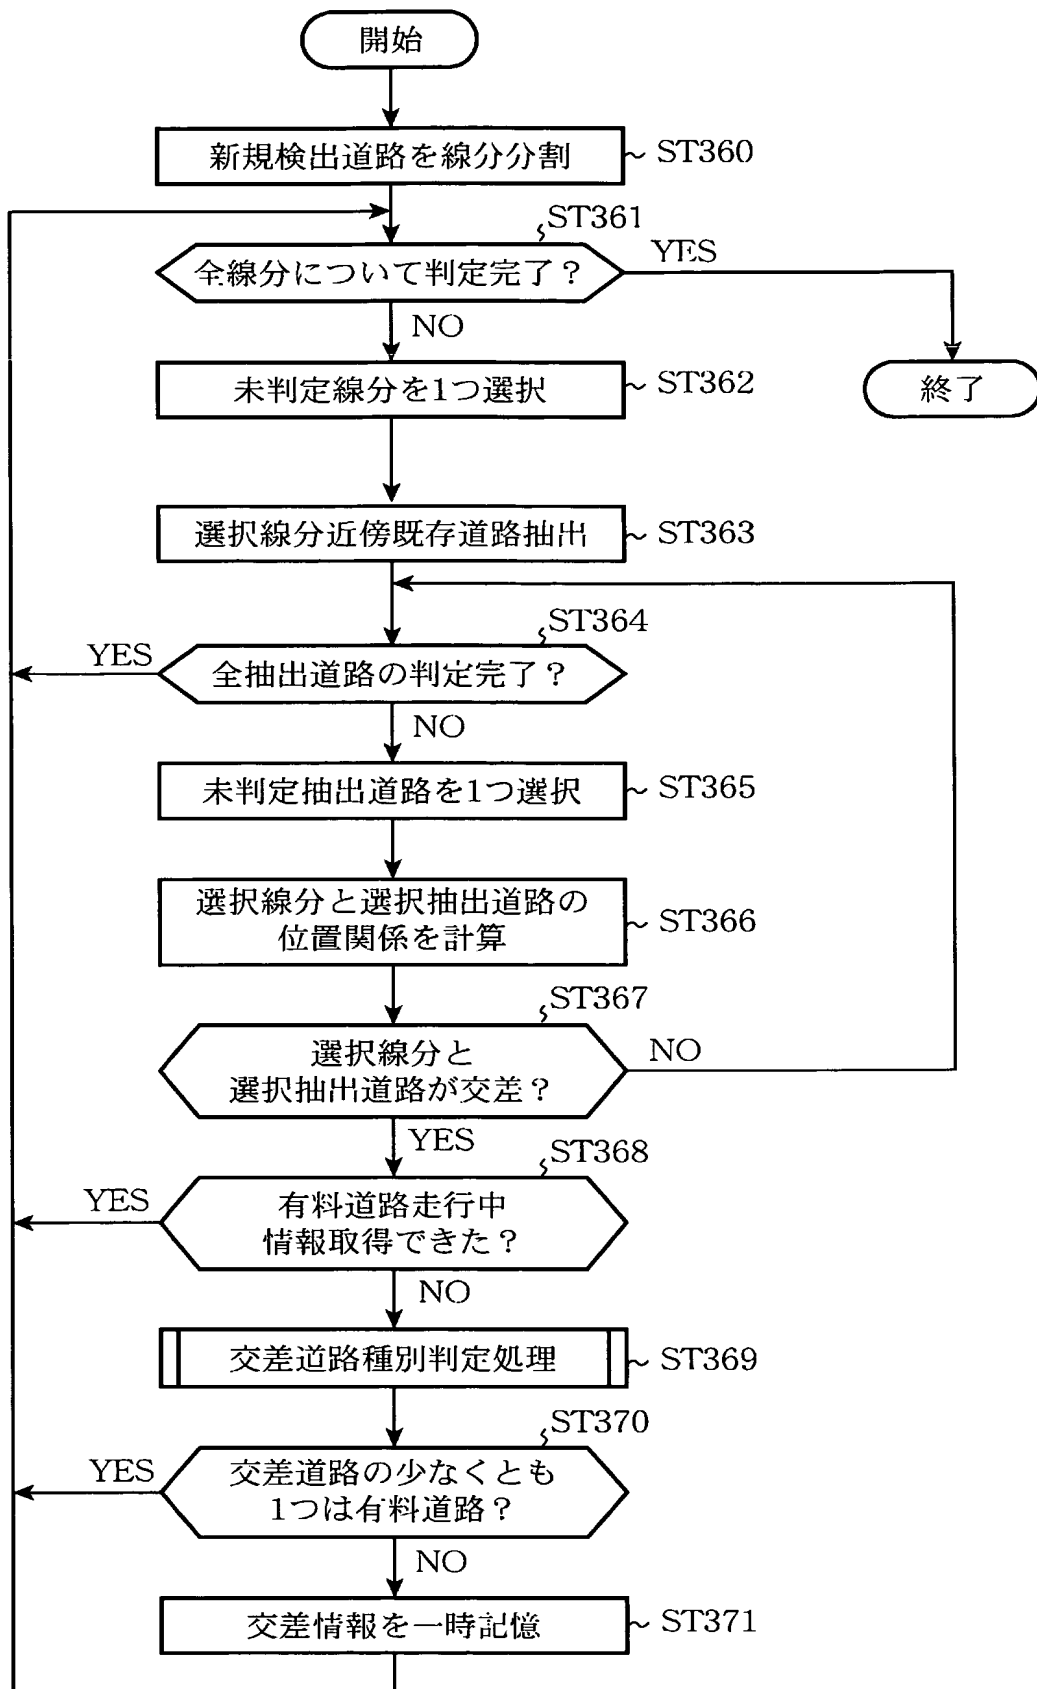 開始
新規検出道路を線分分割
ST360
ST361
全線分について判定完了？
YES
NO
未判定線分を1つ選択
ST362
終了
選択線分近傍既存道路抽出
ST363
ST364
YES
全抽出道路の判定完了？
NO
未判定抽出道路を1つ選択
ST365
選択線分と選択抽出道路の
位置関係を計算
ST366
ST367
選択線分と
選択抽出道路が交差？
NO
YES
ST368
YES
有料道路走行中
情報取得できた？
NO
交差道路種別判定処理
ST369
ST370
YES
交差道路の少なくとも
1つは有料道路？
NO
交差情報を一時記憶
ST371